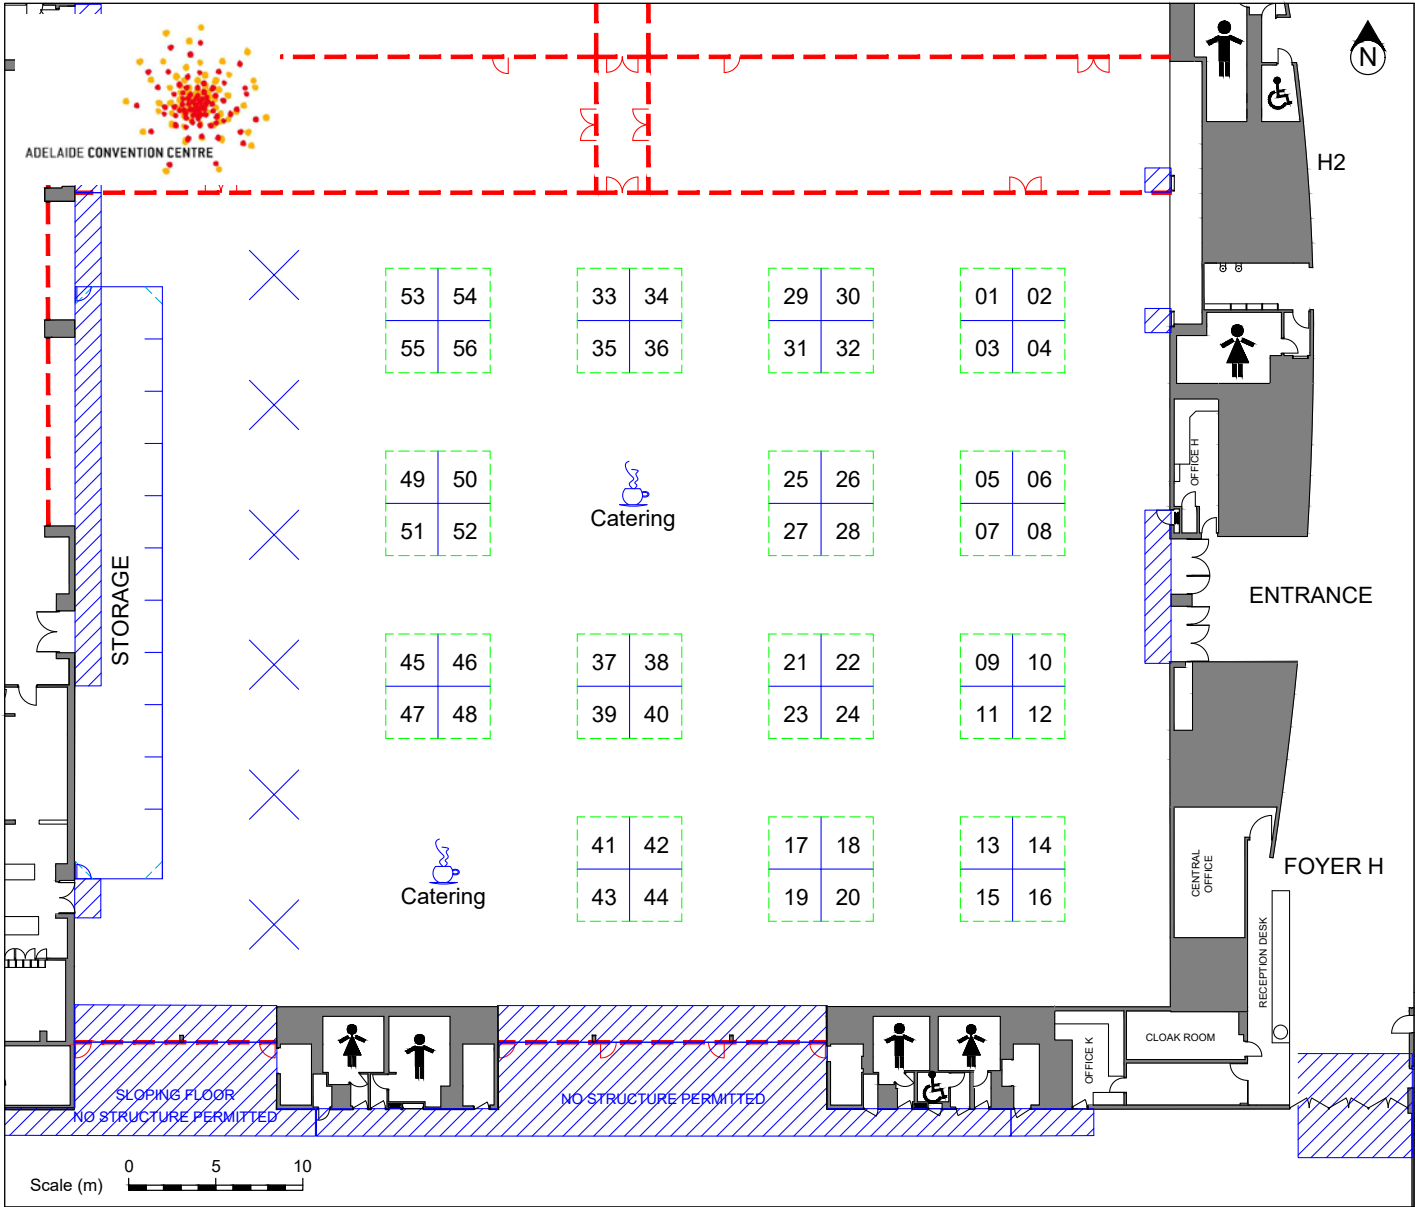 N
ADELAIDE CONVENTION CENTRE
H2
53 54
55 56
33 34
35 36
29 30
31 32
01 02
03 04
49 50
51 52
Catering
25 26
27 28
05 06
07 08
OFFICE H
STORAGE
ENTRANCE
45 46
47 48
37 38
39 40
21 22
23 24
09 10
11 12
41 42
43 44
17 18
19 20
13 14
15 16
Catering
CENTRAL
OFFICE
FOYER H
RECEPTION DESK
CLOAK ROOM
OFFICE K
SLOPING FLOOR
NO STRUCTURE PERMITTED
NO STRUCTURE PERMITTED
0 5 10
Scale (m)